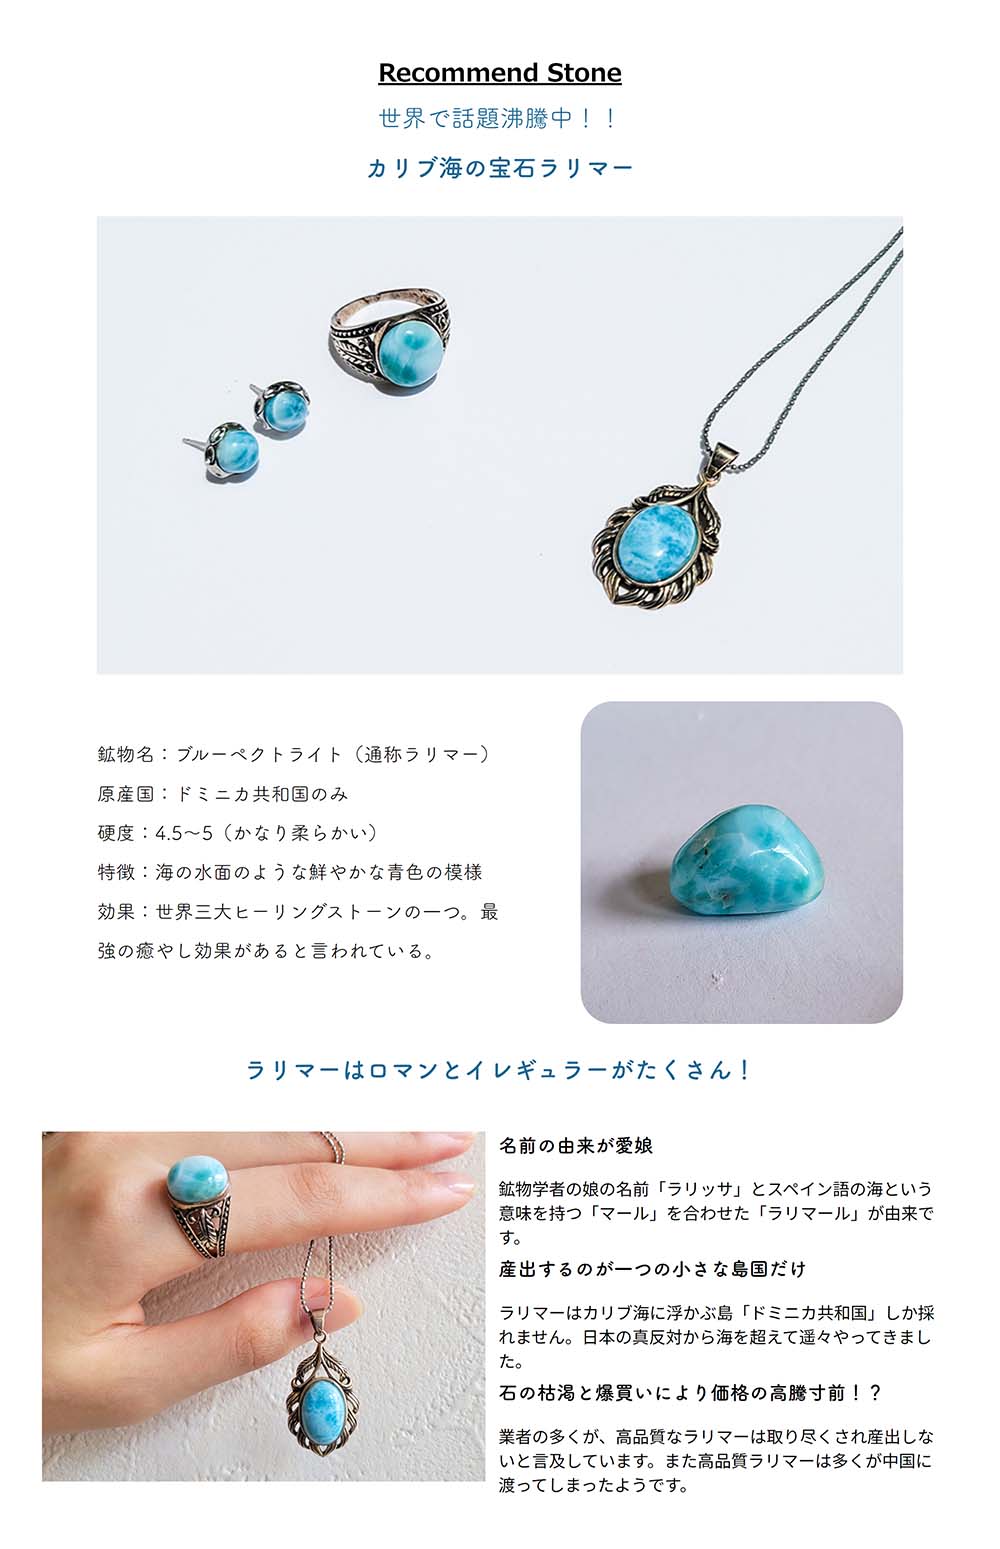 Recommend Stone
世界で話題沸騰中！！
カリブ海の宝石ラリマー
鉱物名：ブルーペクトライト（通称ラリマー）
原産国：ドミニカ共和国のみ
硬度：4.5～5（かなり柔らかい）
特徴：海の水面のような鮮やかな青色の模様
効果：世界三大ヒーリングストーンの一つ。最
強の癒やし効果があると言われている。
ラリマーはロマンとイレギュラーがたくさん！
名前の由来が愛娘
鉱物学者の娘の名前「ラリッサ」とスペイン語の海という
意味を持つ「マール」を合わせた「ラリマール」が由来で
す。
産出するのが一つの小さな島国だけ
ラリマーはカリブ海に浮かぶ島「ドミニカ共和国」しか採
れません。日本の真反対から海を超えて遥々やってきまし
た。
石の枯渇と爆買いにより価格の高騰寸前！？
業者の多くが、高品質なラリマーは取り尽くされ産出しな
いと言及しています。また高品質ラリマーは多くが中国に
渡ってしまったようです。